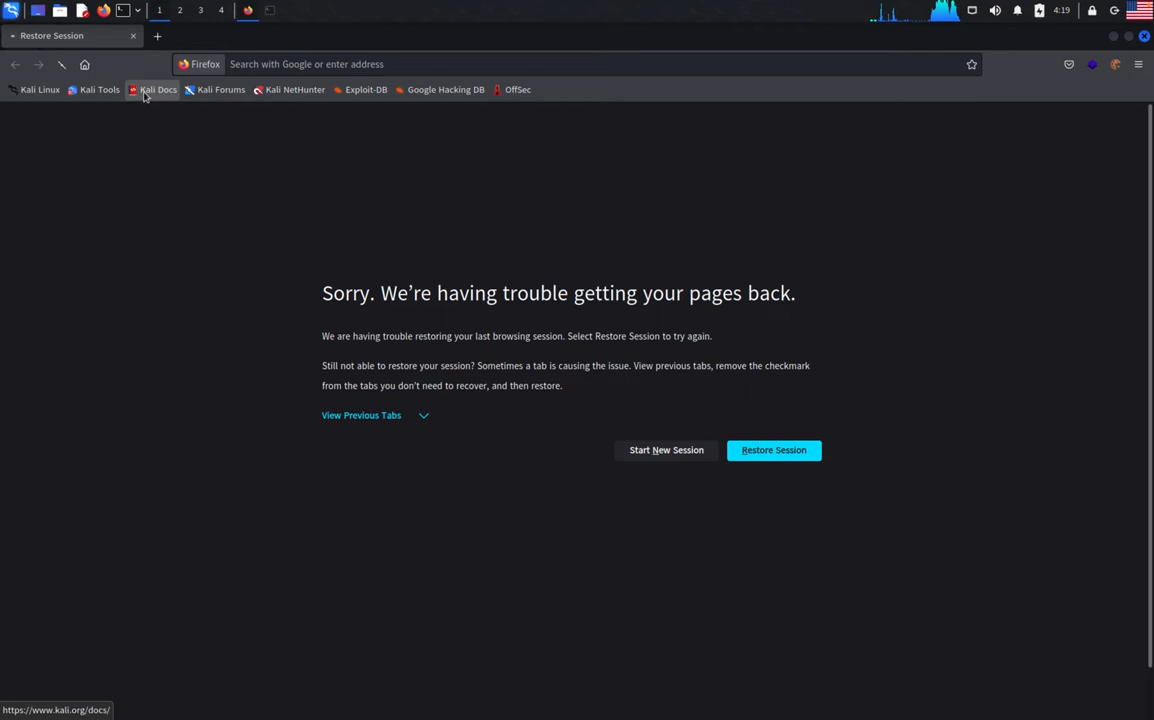 1 2 3 4 4:19
Restore Session
Firefox Search with Google or enter address
Kali Linux Kali Tools Kali Docs Kali Forums Kali NetHunter Exploit-DB Google Hacking DB OffSec
Sorry. We’re having trouble getting your pages back.
We are having trouble restoring your last browsing session. Select Restore Session to try again.
Still not able to restore your session? Sometimes a tab is causing the issue. View previous tabs, remove the checkmark
from the tabs you don’t need to recover, and then restore.
View Previous Tabs
Start New Session Restore Session
https://www.kali.org/docs/